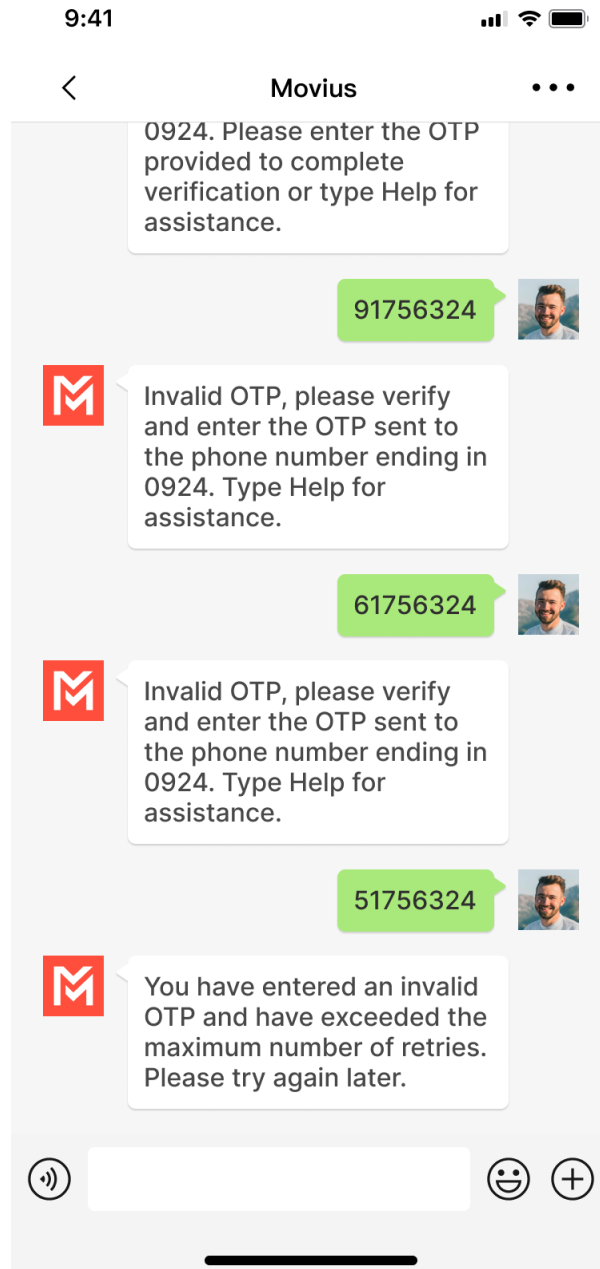 9:41
Movius
0924. Please enter the OTP
provided to complete
verification or type Help for
assistance.
91756324
Invalid OTP, please verify
and enter the OTP sent to
the phone number ending in
0924. Type Help for
assistance.
61756324
Invalid OTP, please verify
and enter the OTP sent to
the phone number ending in
0924. Type Help for
assistance.
51756324
You have entered an invalid
OTP and have exceeded the
maximum number of retries.
Please try again later.